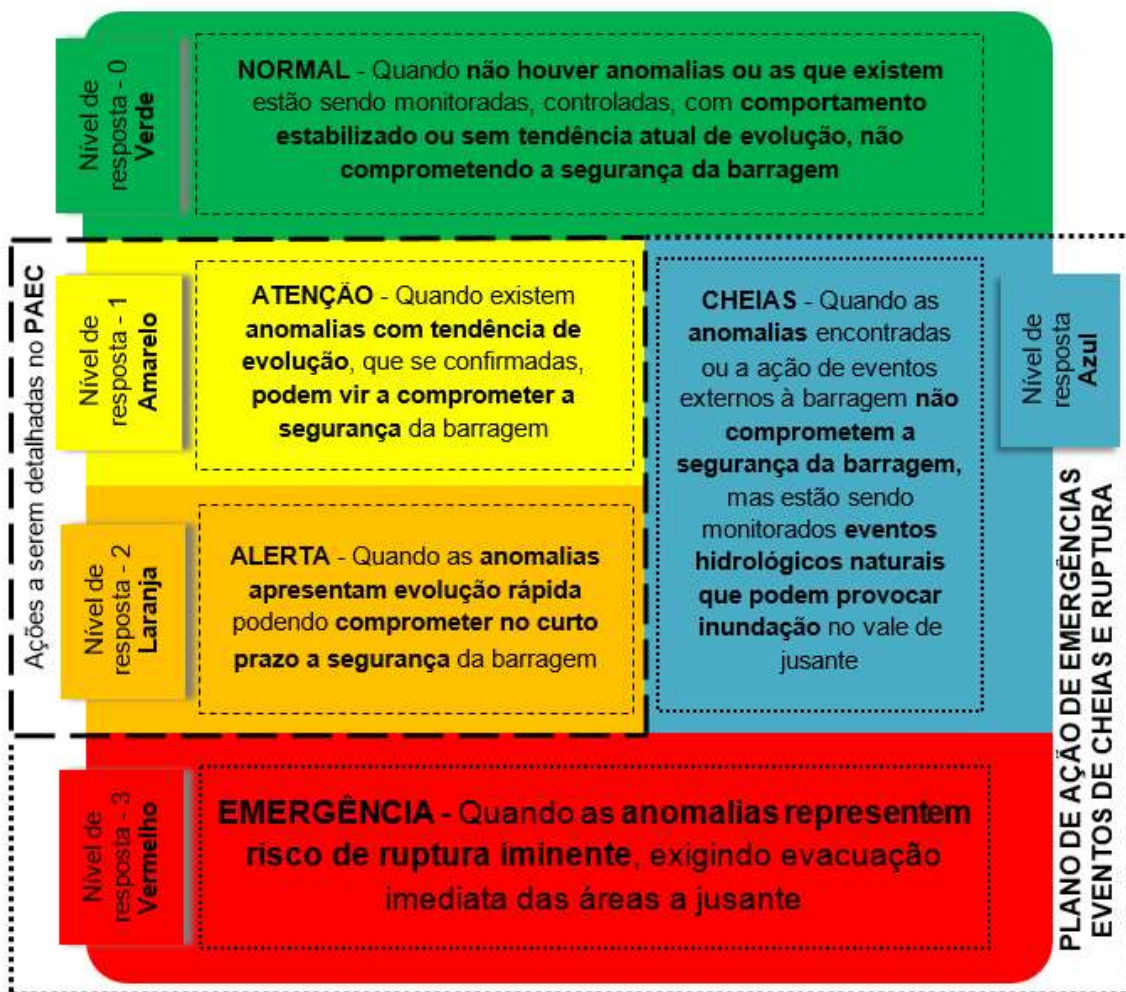 Nível de
resposta - 0
Verde
NORMAL - Quando não houver anomalias ou as que existem
estão sendo monitoradas, controladas, com comportamento
estabilizado ou sem tendência atual de evolução, não
comprometendo a segurança da barragem
Ações a serem detalhadas no PAEC
Nível de
resposta - 1
Amarelo
ATENÇÃO - Quando existem
anomalias com tendência de
evolução, que se confirmadas,
podem vir a comprometer a
segurança da barragem
Nível de
resposta - 2
Laranja
ALERTA - Quando as anomalias
apresentam evolução rápida
podendo comprometer no curto
prazo a segurança da barragem
CHEIAS - Quando as
anomalias encontradas
ou a ação de eventos
externos à barragem não
comprometem a
segurança da barragem,
mas estão sendo
monitorados eventos
hidrológicos naturais
que podem provocar
inundação no vale de
jusante
Nível de
resposta
Azul
Nível de
resposta - 3
Vermelho
EMERGÊNCIA - Quando as anomalias representem
risco de ruptura iminente, exigindo evacuação
imediata das áreas a jusante
PLANO DE AÇÃO DE EMERGÊNCIAS
EVENTOS DE CHEIAS E RUPTURA